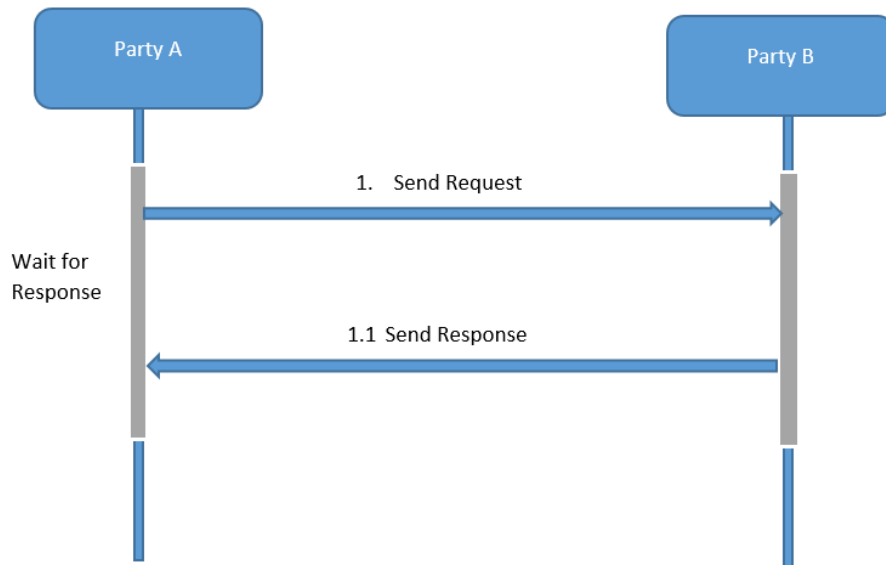 Party A
Party B
1. Send Request
Wait for
Response
1.1 Send Response